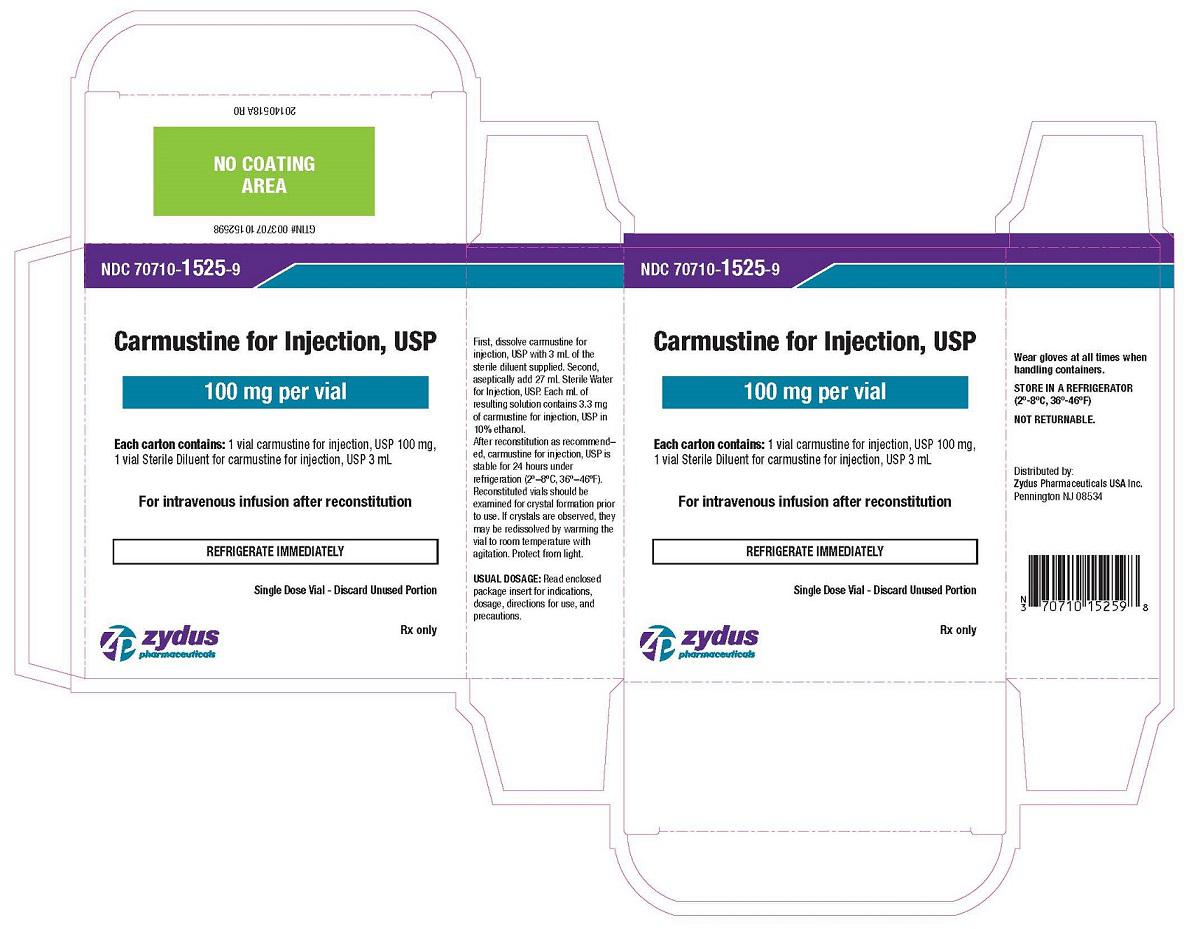 20140518A R0
NO COATING
AREA
GTIN# 00370710152598
NDC 70710-1525-9
Carmustine for Injection, USP
100 mg per vial
Each carton contains: 1 vial carmustine for injection, USP 100 mg,
1 vial Sterile Diluent for carmustine for injection, USP 3 mL
For intravenous infusion after reconstitution
REFRIGERATE IMMEDIATELY
Single Dose Vial - Discard Unused Portion
Rx only
zydus
pharmaceuticals
First, dissolve carmustine for
injection, USP with 3 mL of the
sterile diluent supplied. Second,
aseptically add 27 mL Sterile Water
for Injection, USP. Each mL of
resulting solution contains 3.3 mg
of carmustine for injection, USP in
10% ethanol.
After reconstitution as recommend–
ed, carmustine for injection, USP is
stable for 24 hours under
refrigeration (2º–8ºC, 36º–46ºF).
Reconstituted vials should be
examined for crystal formation prior
to use. If crystals are observed, they
may be redissolved by warming the
vial to room temperature with
agitation. Protect from light.
USUAL DOSAGE: Read enclosed
package insert for indications,
dosage, directions for use, and
precautions.
NDC 70710-1525-9
Carmustine for Injection, USP
100 mg per vial
Each carton contains: 1 vial carmustine for injection, USP 100 mg,
1 vial Sterile Diluent for carmustine for injection, USP 3 mL
For intravenous infusion after reconstitution
REFRIGERATE IMMEDIATELY
Single Dose Vial - Discard Unused Portion
Rx only
zydus
pharmaceuticals
Wear gloves at all times when
handling containers.
STORE IN A REFRIGERATOR
(2º-8ºC, 36º-46ºF)
NOT RETURNABLE.
Distributed by:
Zydus Pharmaceuticals USA Inc.
Pennington NJ 08534
N
3 70710 15259 8